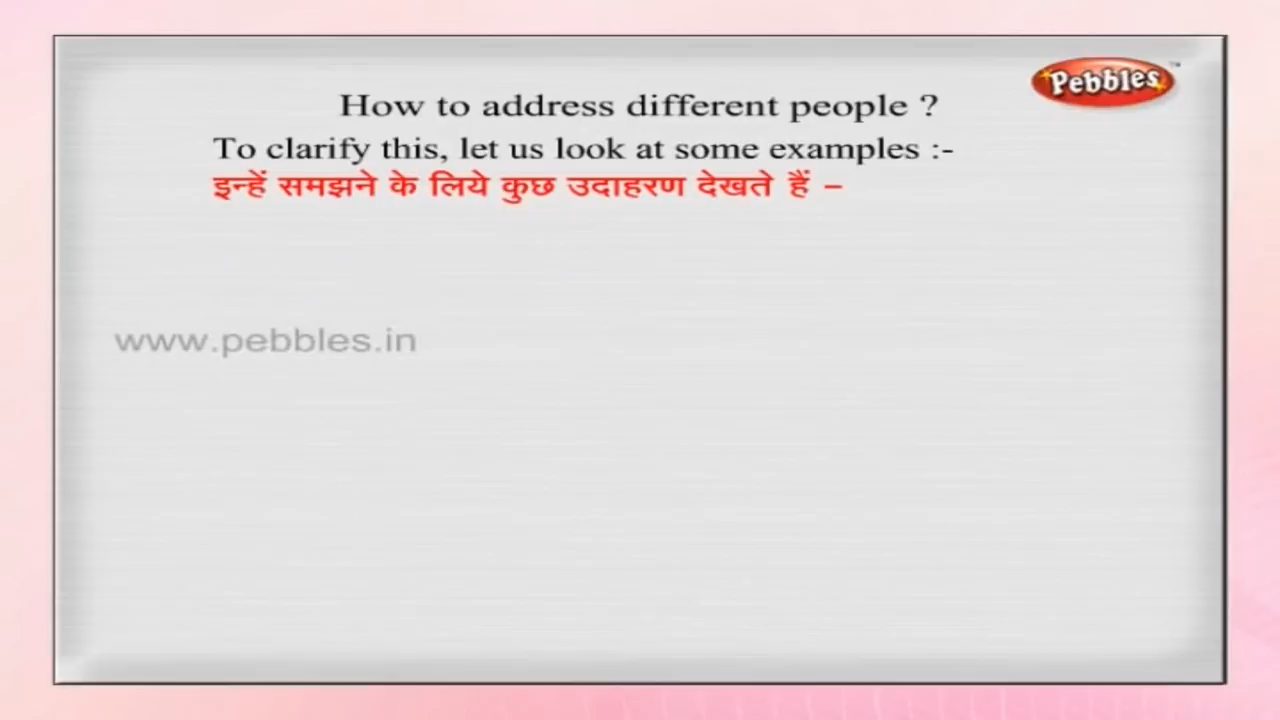 Pebbles™
How to address different people ?
To clarify this, let us look at some examples :-
इन्हें समझने के लिये कुछ उदाहरण देखते हैं –
www.pebbles.in